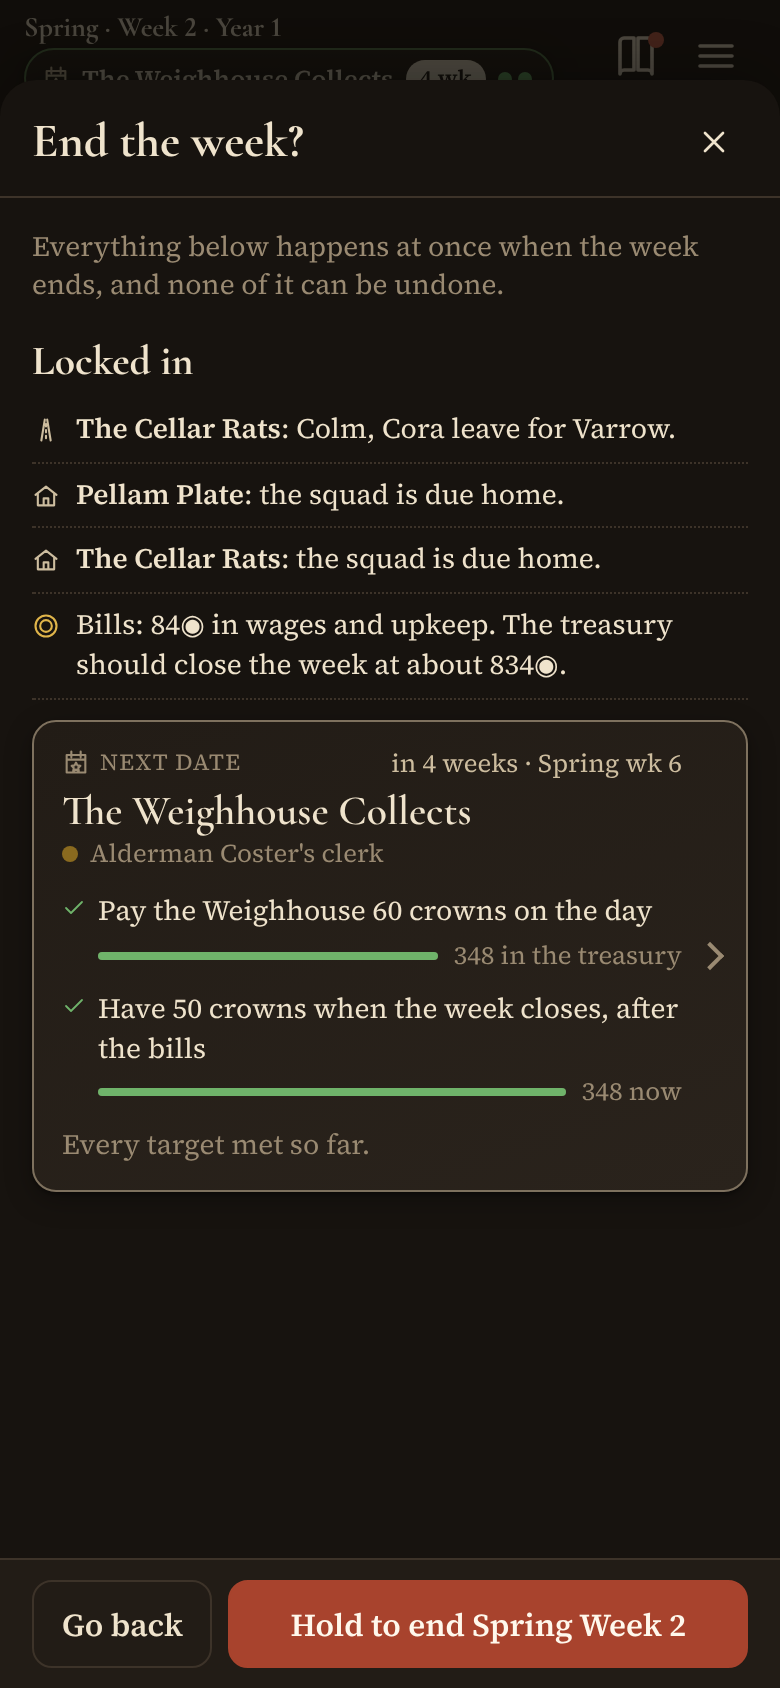 Spring · Week 2 · Year 1
The Weighhouse Collects 4 wk
End the week?
Everything below happens at once when the week
ends, and none of it can be undone.
Locked in
The Cellar Rats: Colm, Cora leave for Varrow.
Pellam Plate: the squad is due home.
The Cellar Rats: the squad is due home.
Bills: 84◉ in wages and upkeep. The treasury
should close the week at about 834◉.
NEXT DATE in 4 weeks · Spring wk 6
The Weighhouse Collects
Alderman Coster's clerk
Pay the Weighhouse 60 crowns on the day
348 in the treasury
Have 50 crowns when the week closes, after
the bills
348 now
Every target met so far.
Go back Hold to end Spring Week 2